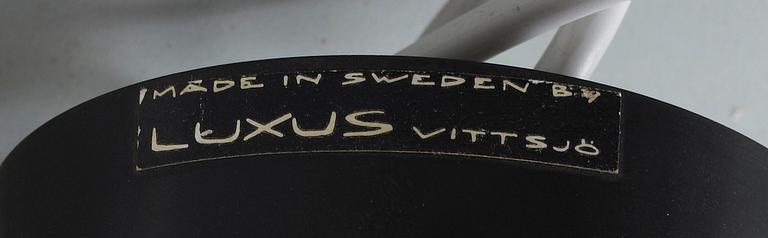 MADE IN SWEDEN BY
LUXUS VITTSJÖ